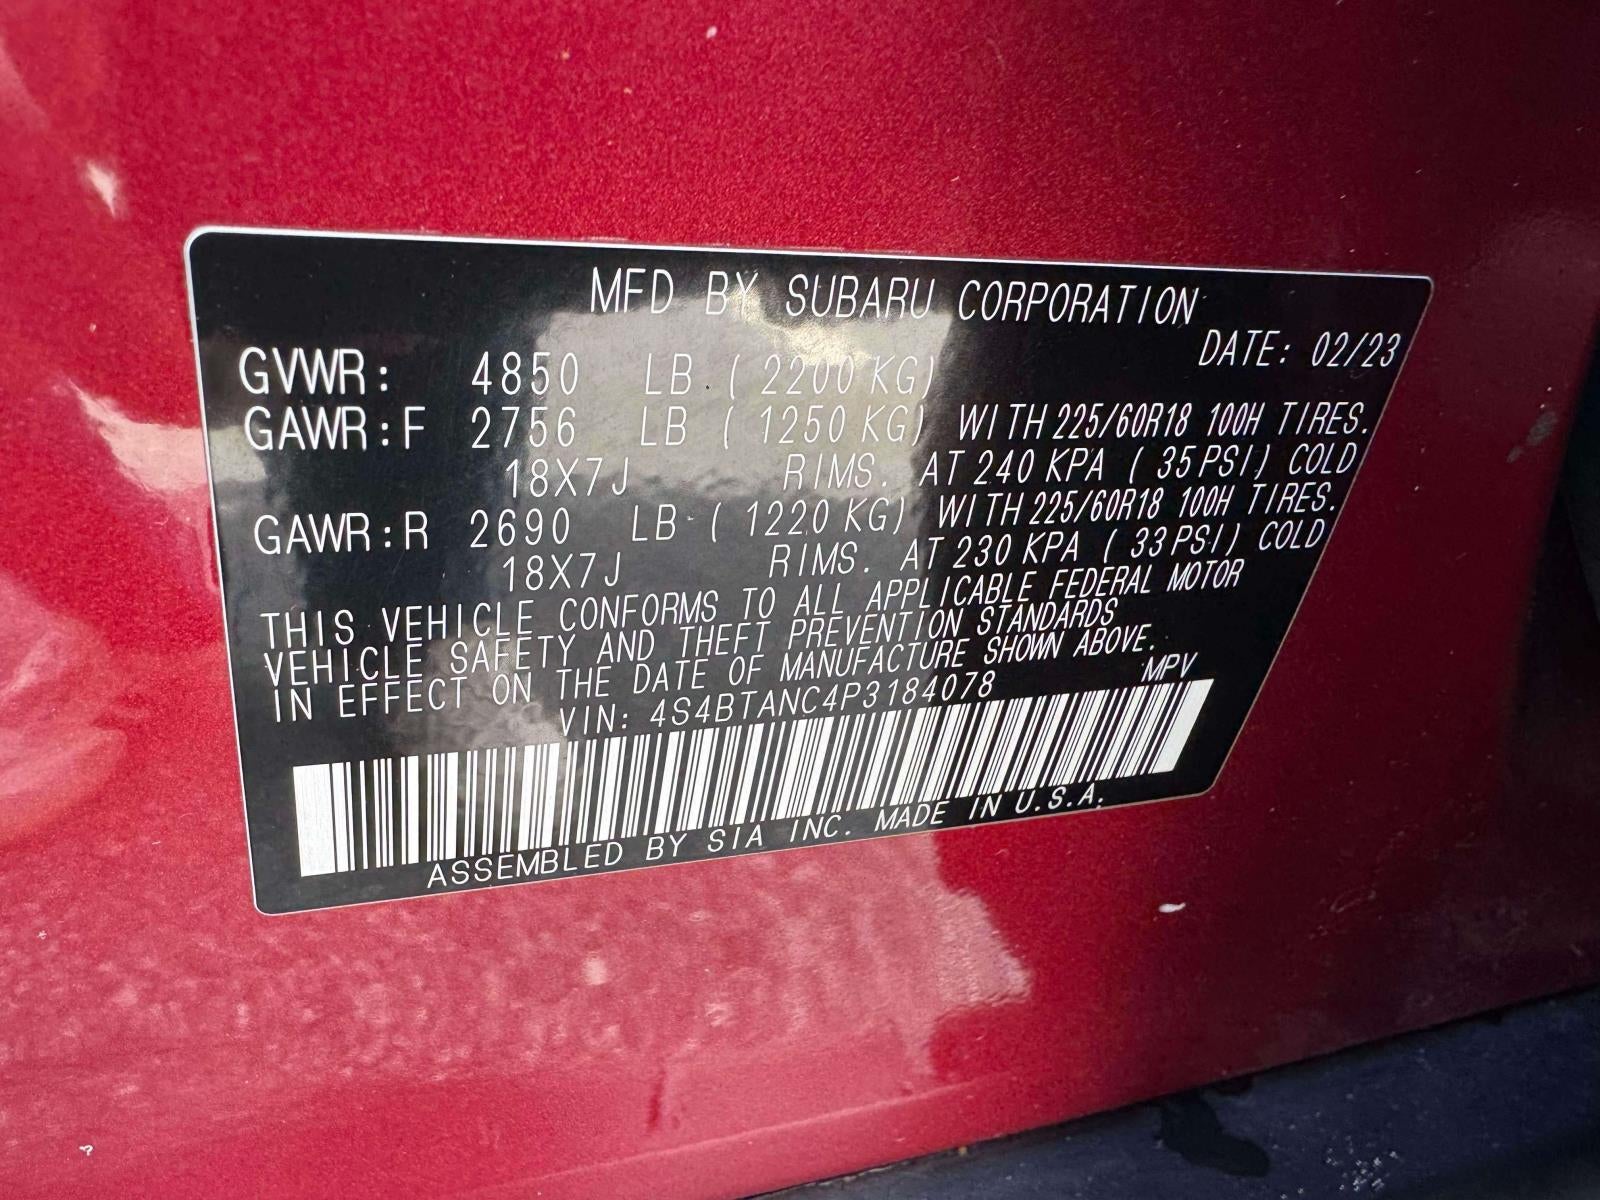 MFD BY SUBARU CORPORATION
DATE: 02/23
GVWR: 4850 LB (2200 KG)
GAWR:F 2756 LB (1250 KG) WITH 225/60R18 100H TIRES.
18X7J RIMS. AT 240 KPA (35 PSI) COLD
GAWR:R 2690 LB (1220 KG) WITH 225/60R18 100H TIRES.
18X7J RIMS. AT 230 KPA (33 PSI) COLD
THIS VEHICLE CONFORMS TO ALL APPLICABLE FEDERAL MOTOR
VEHICLE SAFETY AND THEFT PREVENTION STANDARDS
IN EFFECT ON THE DATE OF MANUFACTURE SHOWN ABOVE.
VIN: 4S4BTANC4P3184078 MPV
ASSEMBLED BY SIA INC. MADE IN U.S.A.